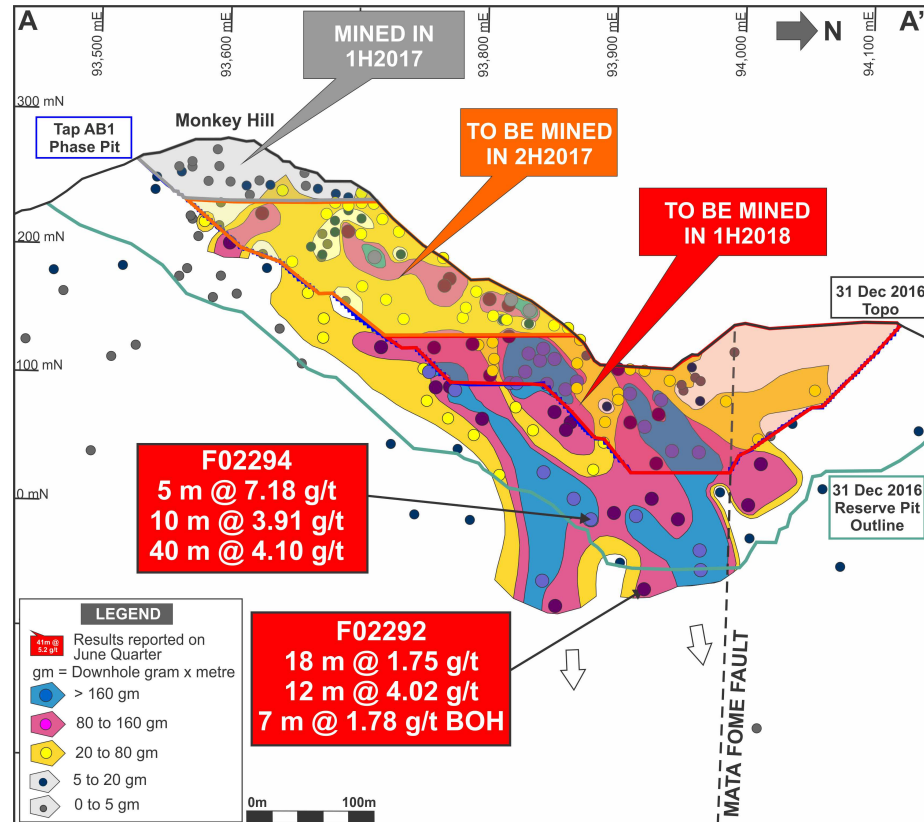 A
A'
93,500 mE
93,600 mE
93,800 mE
93,900 mE
94,000 mE
94,100 mE
N
MINED IN
1H2017
300 mN
Monkey Hill
Tap AB1
Phase Pit
TO BE MINED
IN 2H2017
TO BE MINED
IN 1H2018
200 mN
31 Dec 2016
Topo
100 mN
F02294
5 m @ 7.18 g/t
10 m @ 3.91 g/t
40 m @ 4.10 g/t
0 mN
31 Dec 2016
Reserve Pit
Outline
F02292
18 m @ 1.75 g/t
12 m @ 4.02 g/t
7 m @ 1.78 g/t BOH
MATA FOME FAULT
LEGEND
41m @
5.2 g/t
Results reported on
June Quarter
gm = Downhole gram x metre
> 160 gm
80 to 160 gm
20 to 80 gm
5 to 20 gm
0 to 5 gm
0m
100m